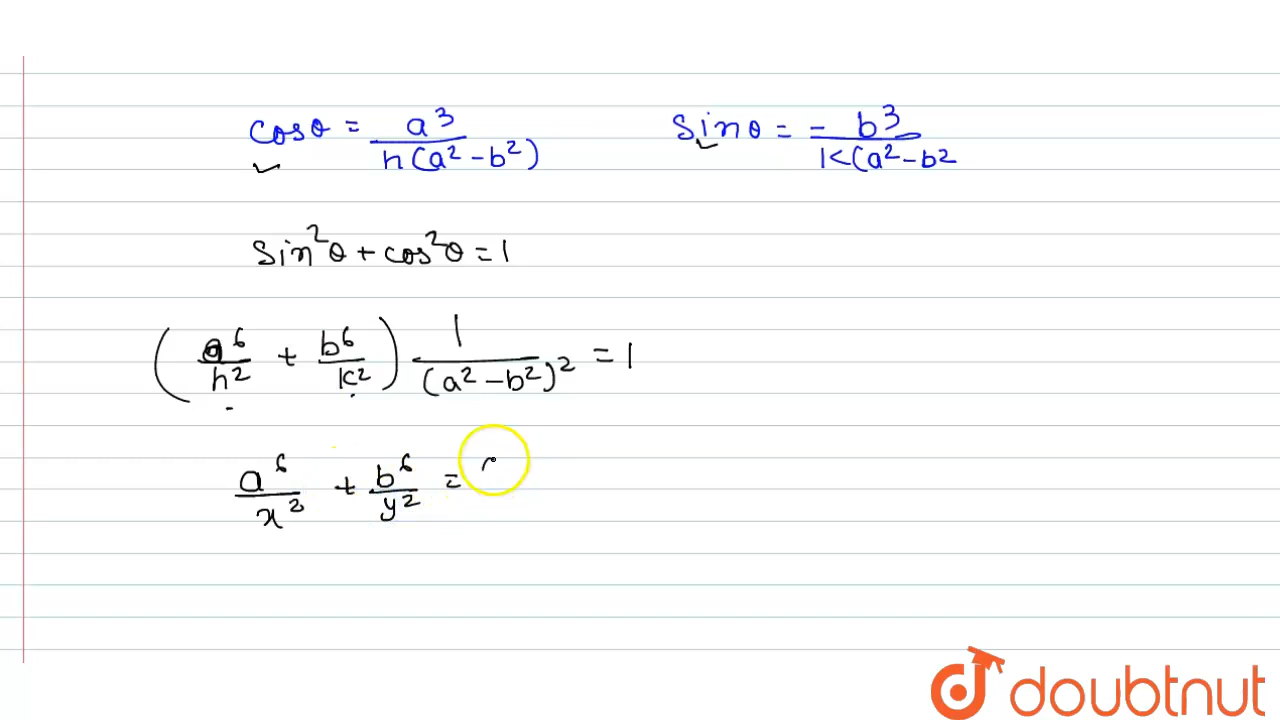 cosθ = a³/h(a²-b²) sinθ = - b³/k(a²-b²
sin²θ + cos²θ = 1
(a⁶/h² + b⁶/k²) 1/(a²-b²)² = 1
a⁶/x² + b⁶/y² =
doubtnut